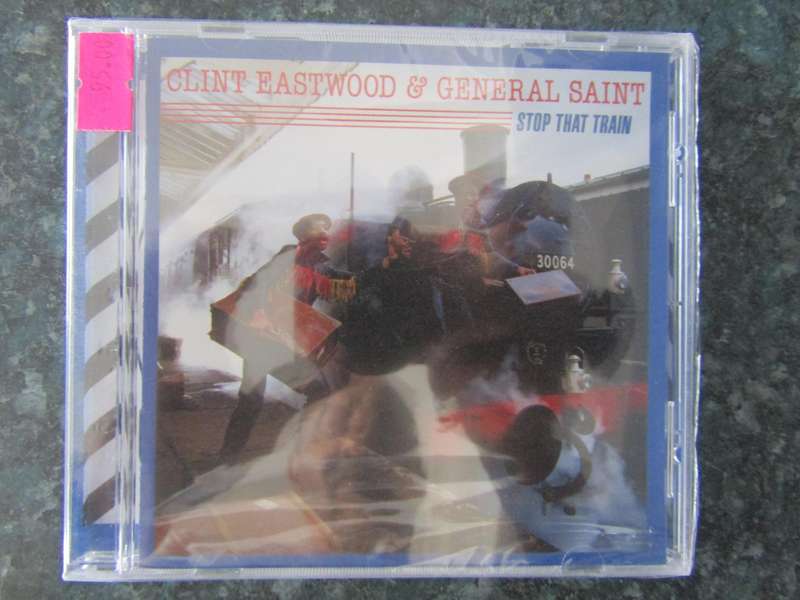 CLINT EASTWOOD & GENERAL SAINT
STOP THAT TRAIN
30064